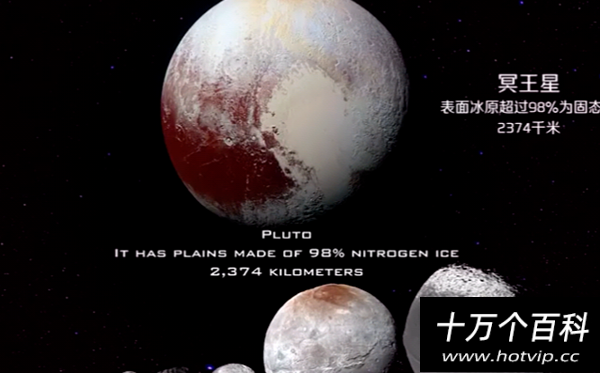 冥王星
表面冰原超过98%为固态
2374千米
Pluto
It has plains made of 98% nitrogen ice
2,374 kilometers
十万个百科
www.hotvip.cc